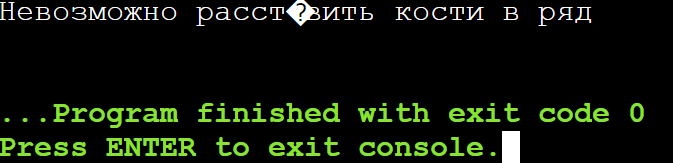 Невозможно расст�вить кости в ряд
...Program finished with exit code 0
Press ENTER to exit console.